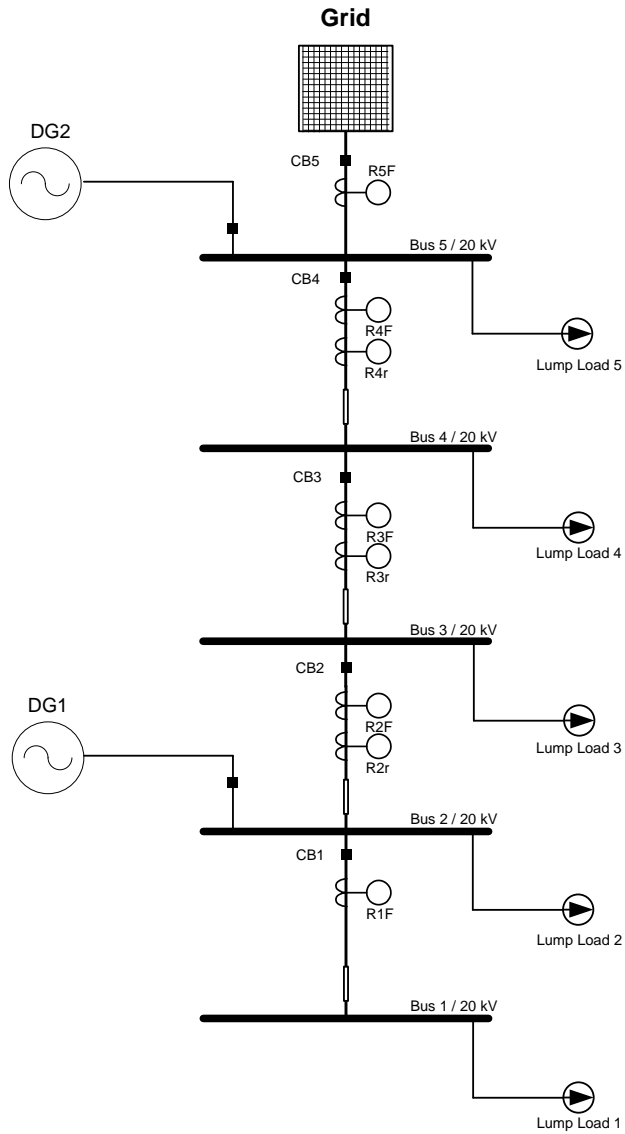 Grid
DG2
CB5
R5F
Bus 5 / 20 kV
CB4
R4F
R4r
Lump Load 5
Bus 4 / 20 kV
CB3
R3F
R3r
Lump Load 4
Bus 3 / 20 kV
CB2
DG1
R2F
R2r
Lump Load 3
Bus 2 / 20 kV
CB1
R1F
Lump Load 2
Bus 1 / 20 kV
Lump Load 1